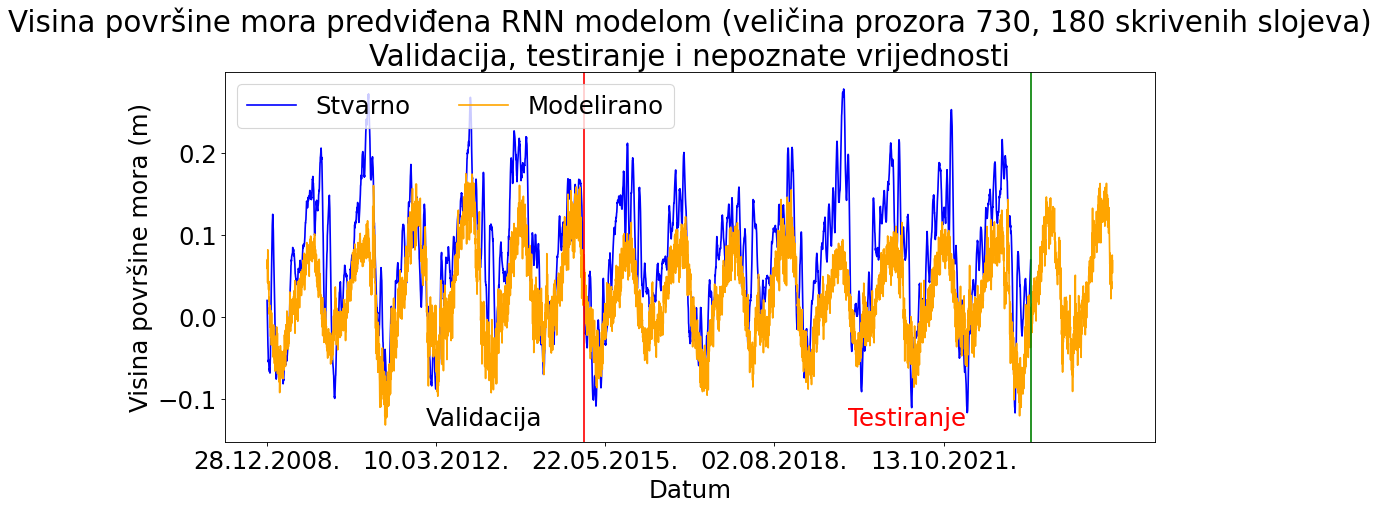 Visina površine mora predviđena RNN modelom (veličina prozora 730, 180 skrivenih slojeva)
Validacija, testiranje i nepoznate vrijednosti
Stvarno
Modelirano
Visina površine mora (m)
0.2
0.1
0.0
−0.1
Validacija
Testiranje
28.12.2008.
10.03.2012.
22.05.2015.
02.08.2018.
13.10.2021.
Datum